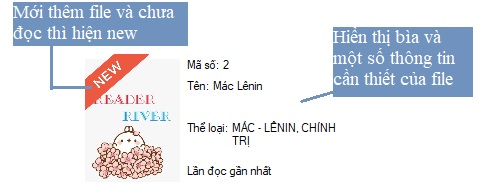 Mới thêm file và chưa
đọc thì hiện new
Hiển thị bìa và
một số thông tin
cần thiết của file
NEW
READER
RIVER
Mã số: 2
Tên: Mác Lênin
Thể loại: MÁC - LÊNIN, CHÍNH
TRỊ
Lần đọc gần nhất